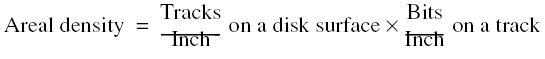 Areal density = Tracks/Inch on a disk surface × Bits/Inch on a track